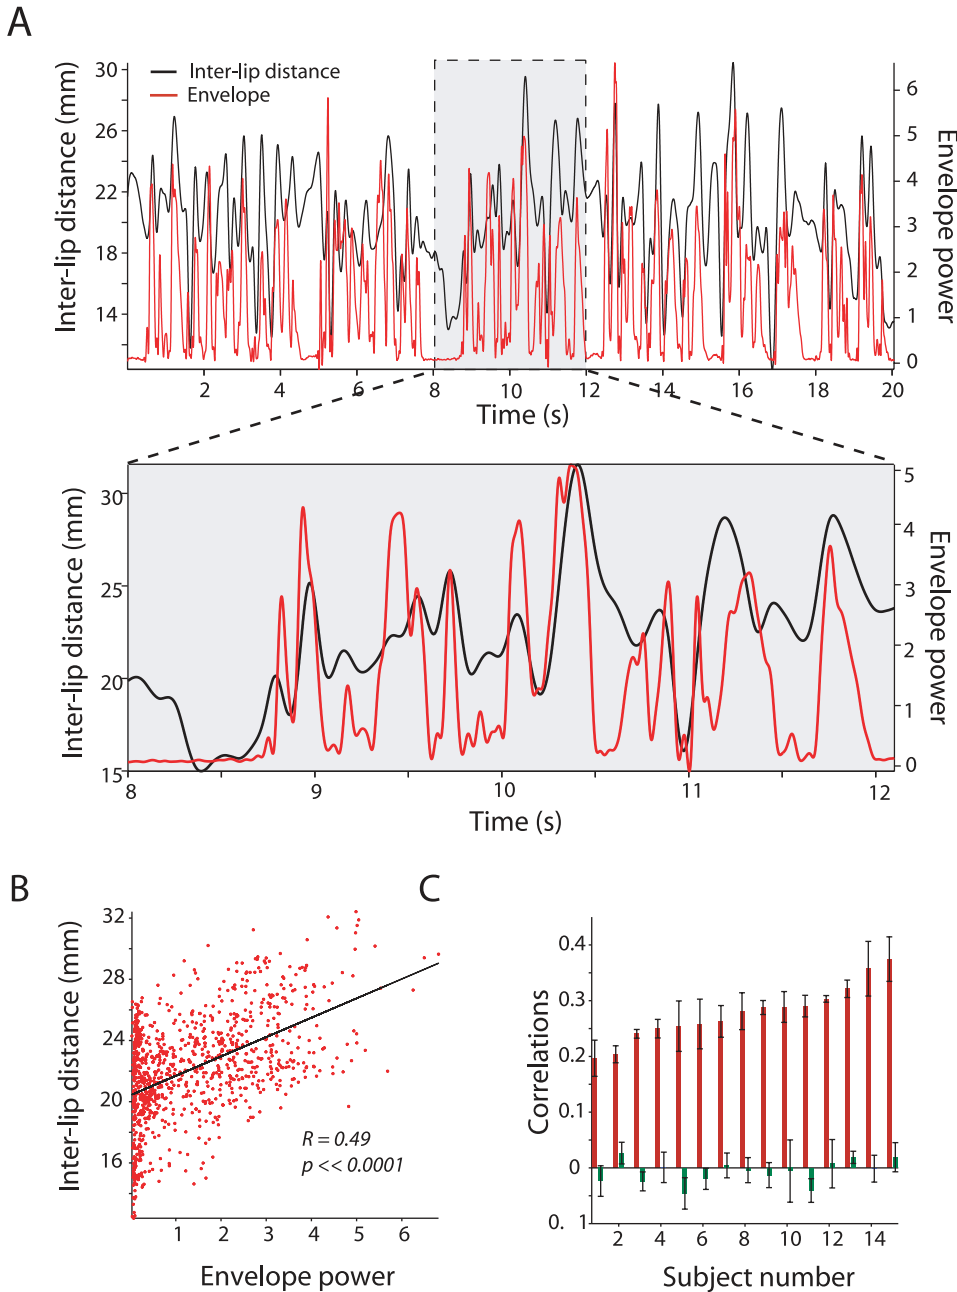 A
Inter-lip distance
Envelope
Inter-lip distance (mm)
30
26
22
18
14
Envelope power
6
5
4
3
2
1
0
2 4 6 8 10 12 14 16 18 20
Time (s)
Inter-lip distance (mm)
30
25
20
15
Envelope power
5
4
3
2
1
0
8 9 10 11 12
Time (s)
B
Inter-lip distance (mm)
32
28
24
20
16
R = 0.49
p << 0.0001
1 2 3 4 5 6
Envelope power
C
Correlations
0.4
0.3
0.2
0.1
0
0. 1
2 4 6 8 10 12 14
Subject number